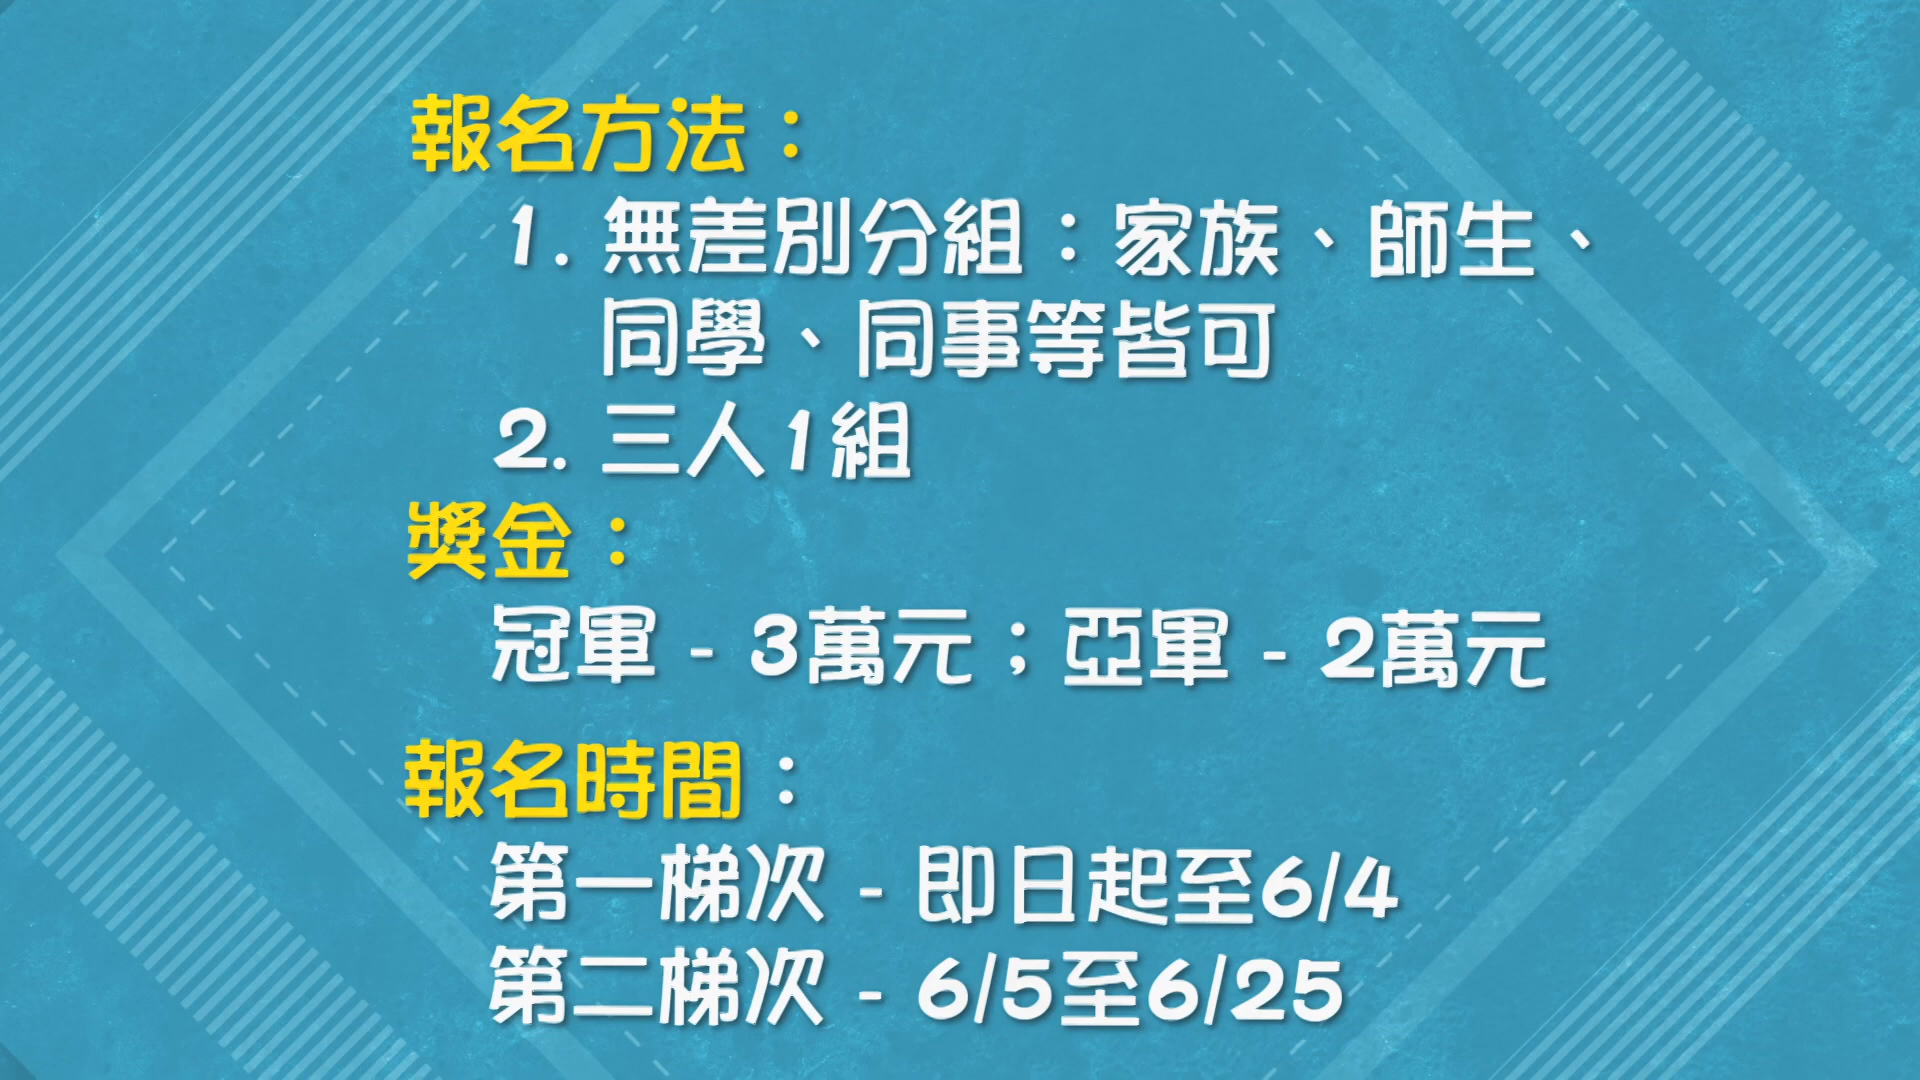 報名方法：
1. 無差別分組：家族、師生、
同學、同事等皆可
2. 三人1組
獎金：
冠軍 - 3萬元；亞軍 - 2萬元
報名時間：
第一梯次 - 即日起至6/4
第二梯次 - 6/5至6/25